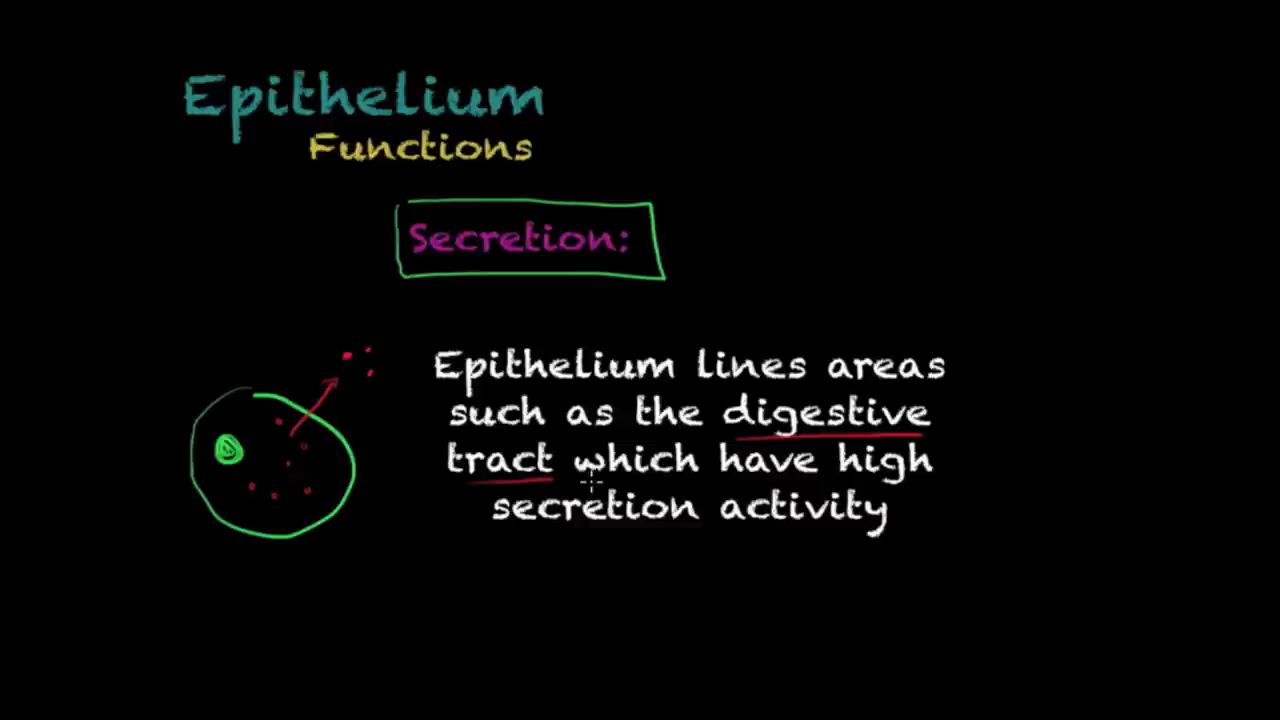 Epithelium
Functions
Secretion:
Epithelium lines areas
such as the digestive
tract which have high
secretion activity